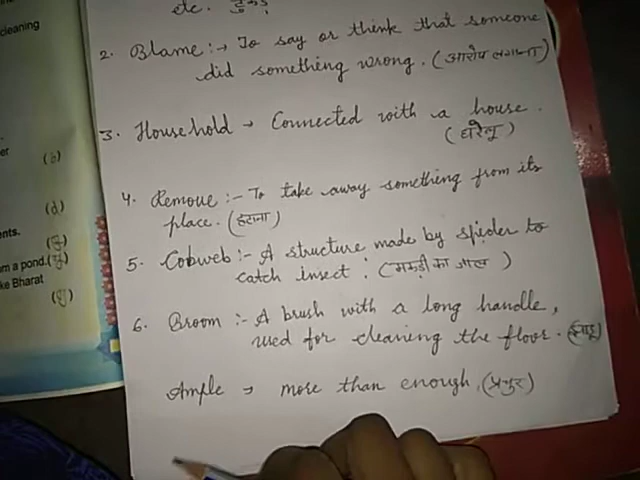 etc.
2. Blame :→ To say or think that someone
did something wrong. (आरोप लगाना)
3. Household → Connected with a house.
(घरेलू)
4. Remove :- To take away something from its
place. (हटाना)
5. Cobweb :- A structure made by spider to
catch insect : (मकड़ी का जाल)
6. Broom :- A brush with a long handle,
used for cleaning the floor. (झाड़ू)
Ample → more than enough. (प्रचुर)
cleaning
er
(d)
nts.
m a pond.
ke Bharat